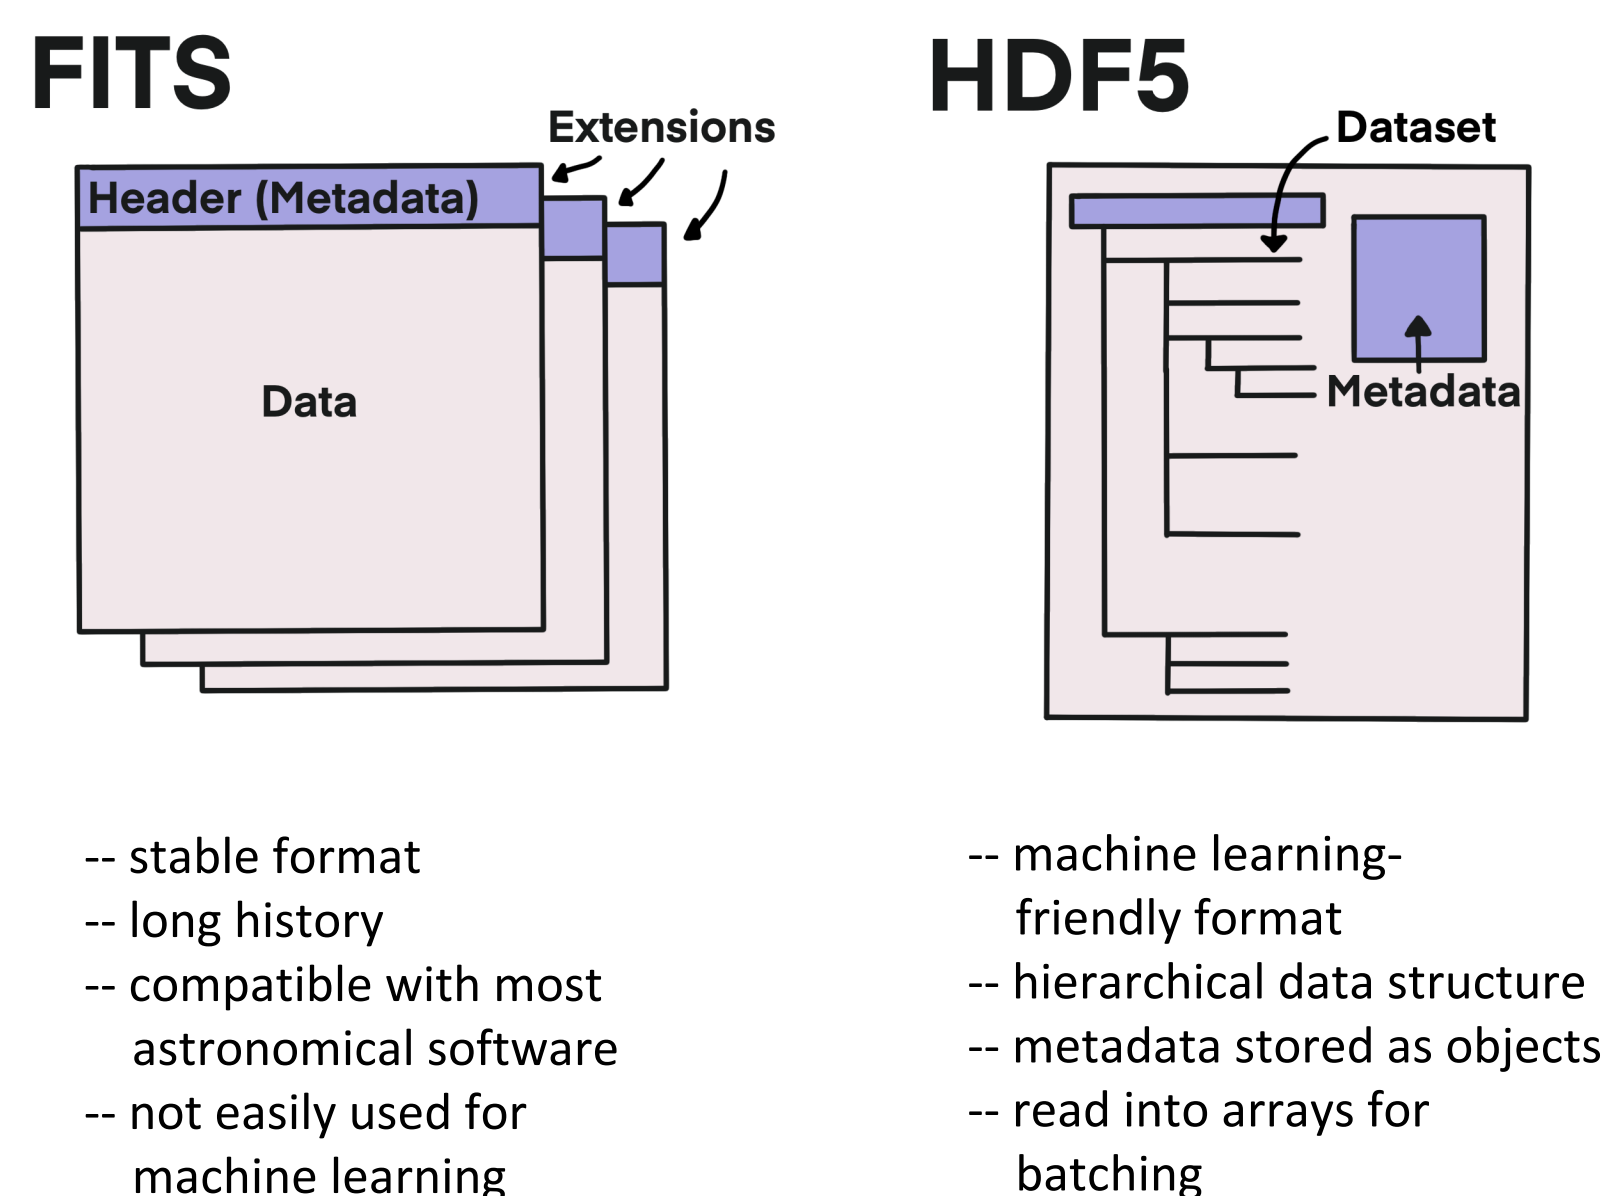 FITS
Extensions
Header (Metadata)
Data
-- stable format
-- long history
-- compatible with most
astronomical software
-- not easily used for
machine learning
HDF5
Dataset
Metadata
-- machine learning-
friendly format
-- hierarchical data structure
-- metadata stored as objects
-- read into arrays for
batching